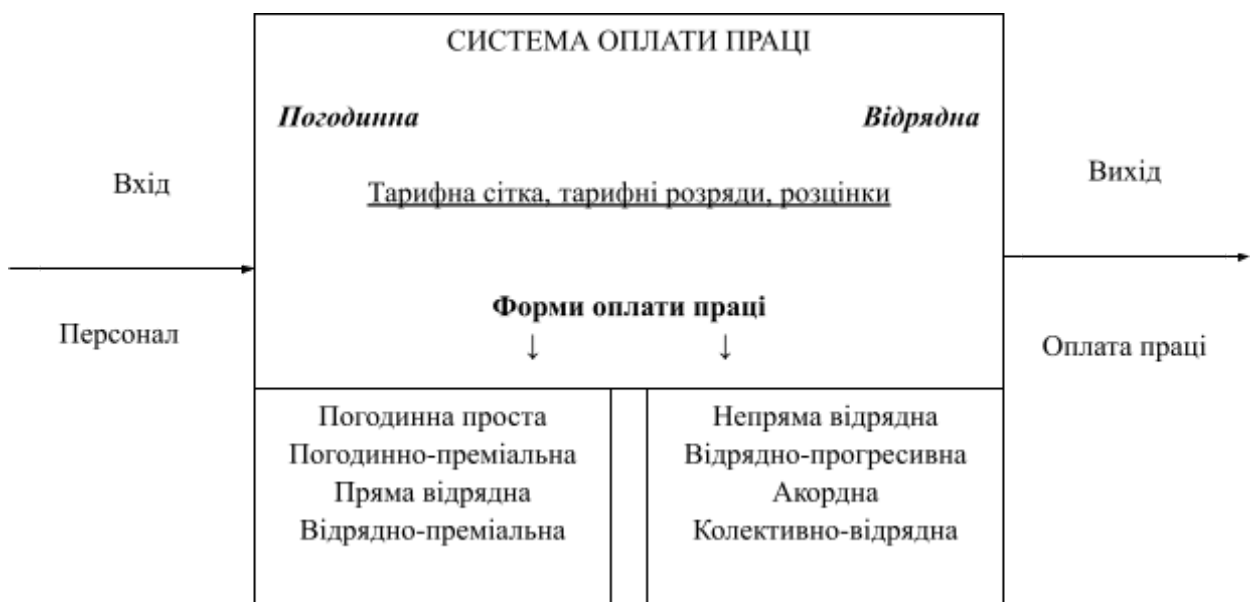 СИСТЕМА ОПЛАТИ ПРАЦІ
Погодинна
Відрядна
Вхід
Тарифна сітка, тарифні розряди, розцінки
Вихід
Форми оплати праці
Персонал
↓ ↓
Оплата праці
Погодинна проста
Погодинно-преміальна
Пряма відрядна
Відрядно-преміальна
Непряма відрядна
Відрядно-прогресивна
Акордна
Колективно-відрядна